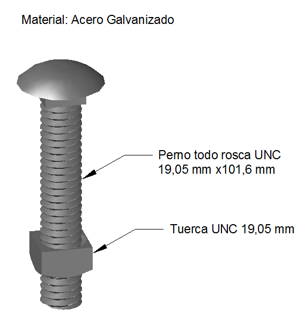 Material: Acero Galvanizado
Perno todo rosca UNC
19,05 mm x101,6 mm
Tuerca UNC 19,05 mm